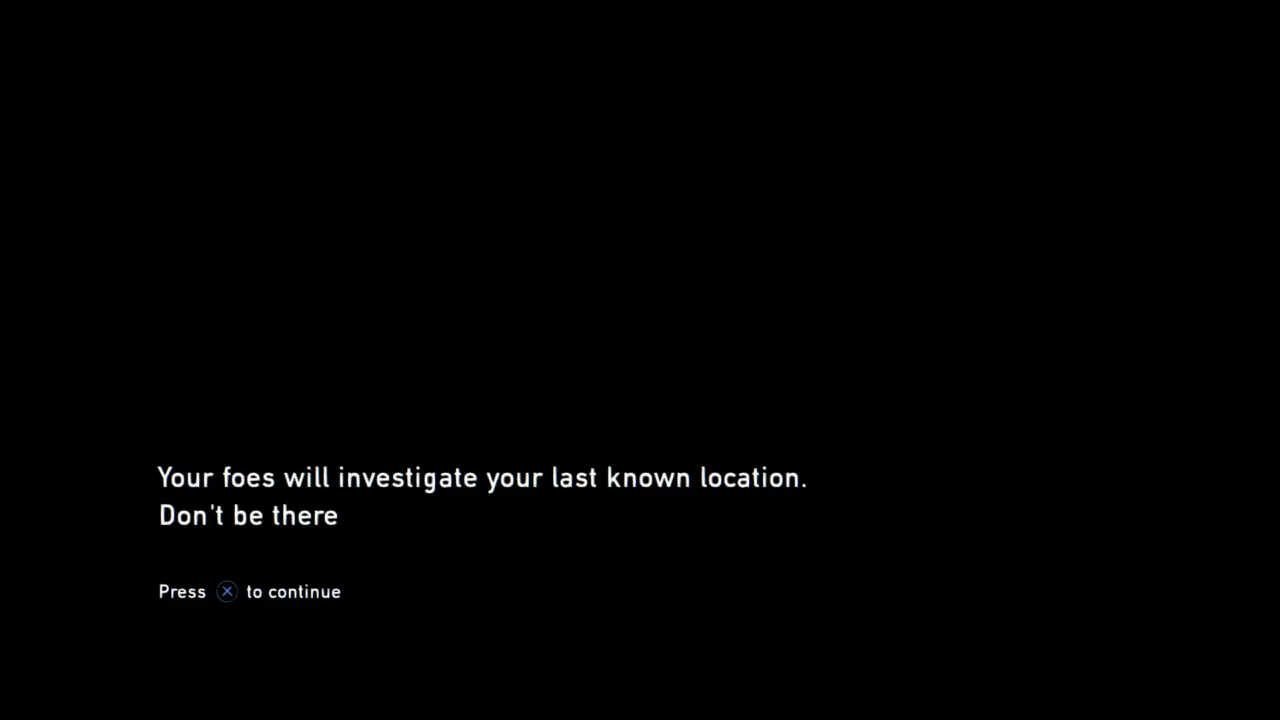 Your foes will investigate your last known location.
Don't be there
Press ⓧ to continue